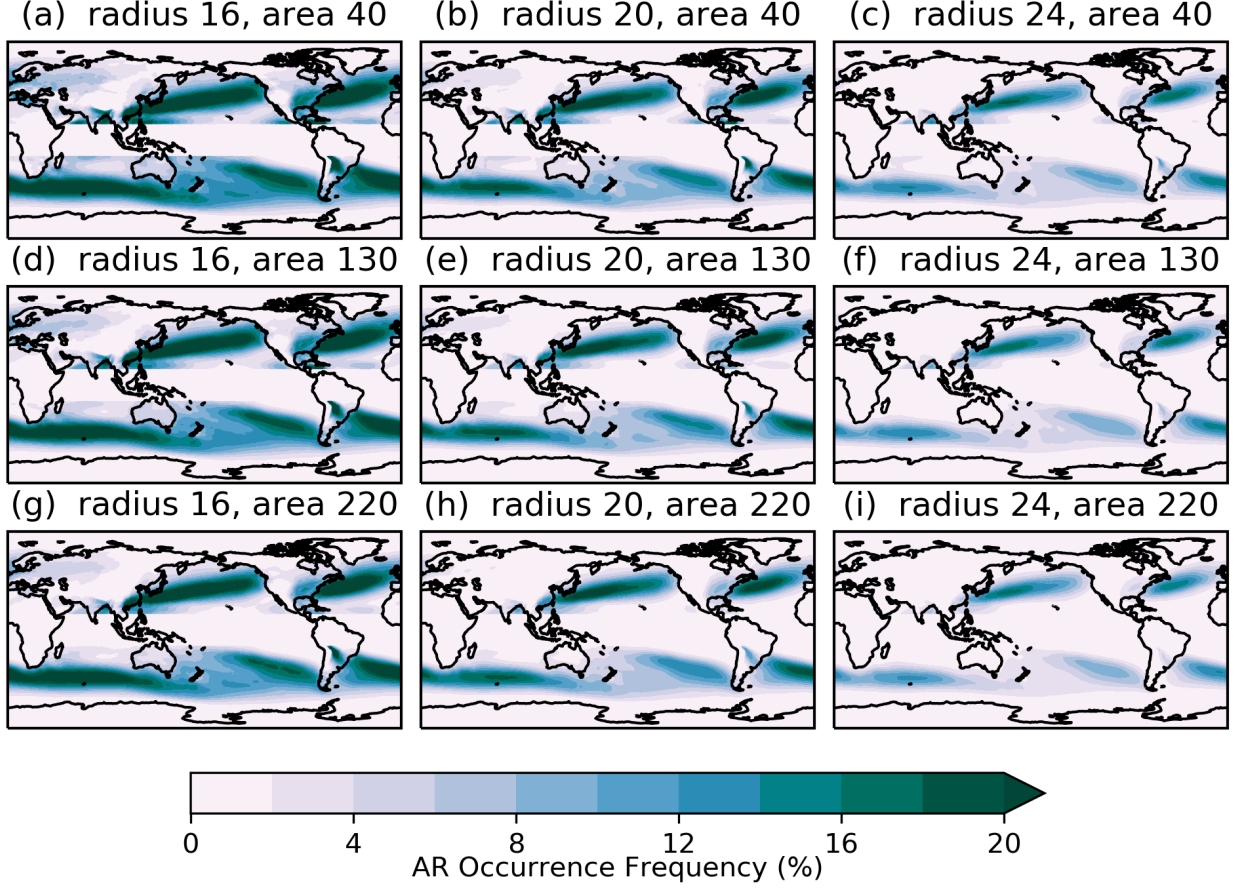 (a) radius 16, area 40
(b) radius 20, area 40
(c) radius 24, area 40
(d) radius 16, area 130
(e) radius 20, area 130
(f) radius 24, area 130
(g) radius 16, area 220
(h) radius 20, area 220
(i) radius 24, area 220
0 4 8 12 16 20
AR Occurrence Frequency (%)